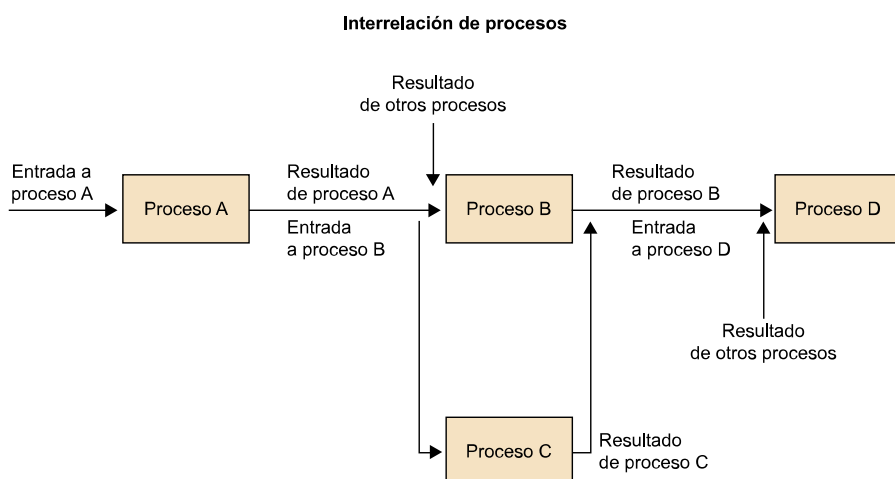 Interrelación de procesos
Resultado
de otros procesos
Entrada a
proceso A
Proceso A
Resultado
de proceso A
Entrada
a proceso B
Proceso B
Resultado
de proceso B
Entrada
a proceso D
Proceso D
Resultado
de otros procesos
Proceso C
Resultado
de proceso C